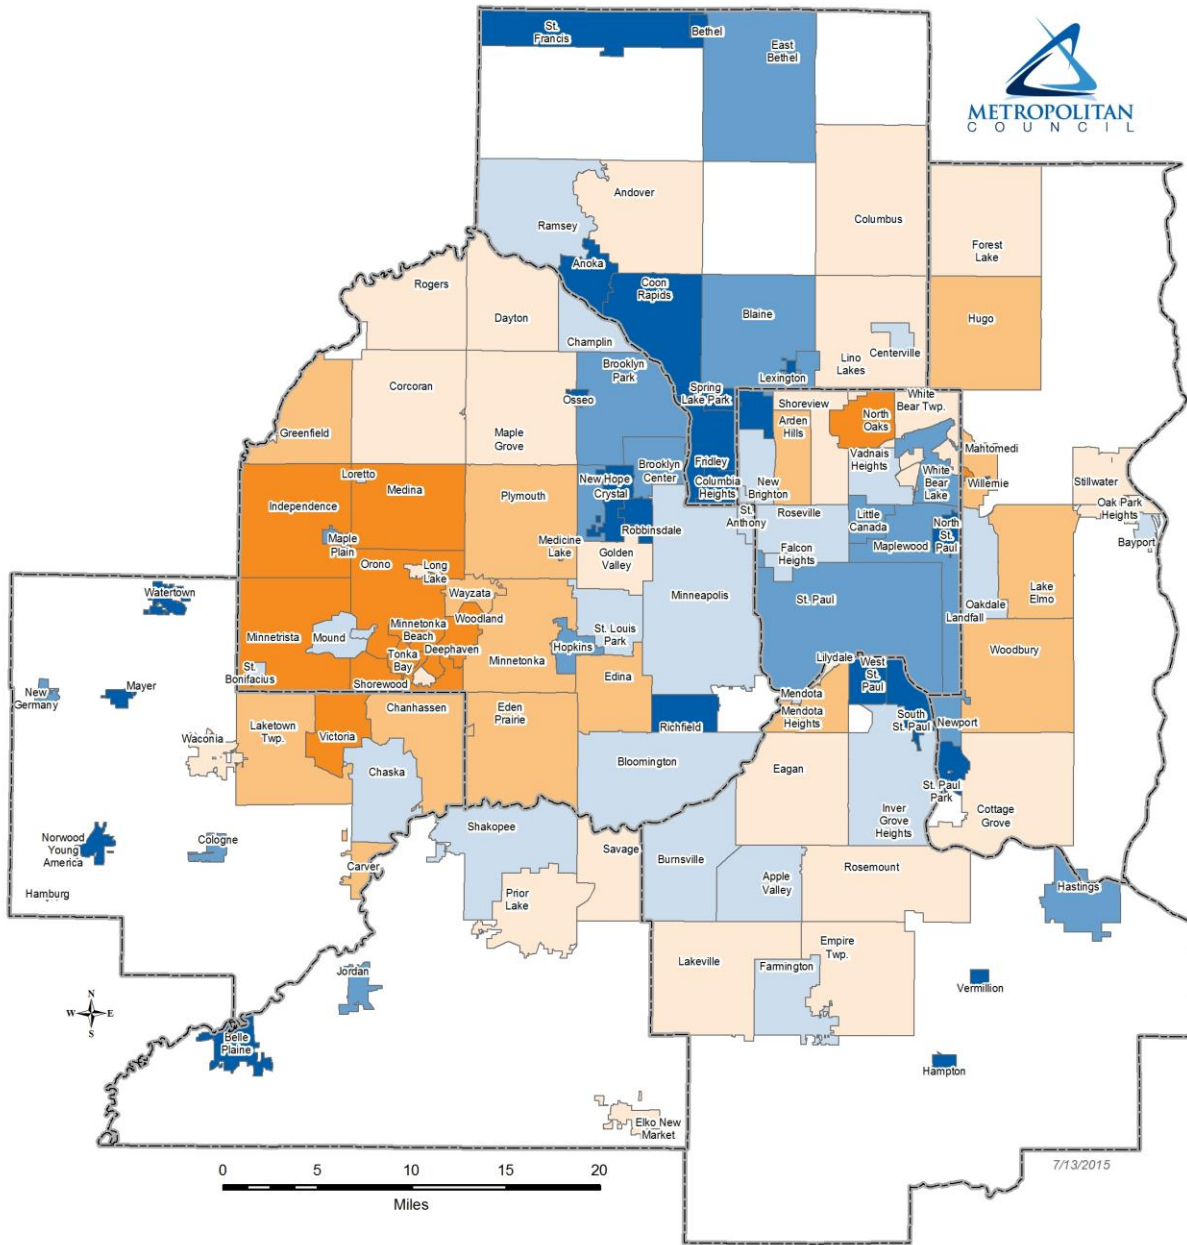 St.
Francis
Bethel
East
Bethel
METROPOLITAN
COUNCIL
Andover
Ramsey
Columbus
Forest
Lake
Anoka
Coon
Rapids
Rogers
Dayton
Blaine
Hugo
Champlin
Centerville
Lino
Lakes
Brooklyn
Park
Corcoran
Lexington
Spring
Lake Park
Osseo
Shoreview
White
Bear Twp.
North
Oaks
Arden
Hills
Greenfield
Maple
Grove
Mahtomedi
Vadnais
Heights
Loretto
Medina
Brooklyn
Center
Fridley
White
Bear
Lake
Willernie
Stillwater
Independence
Plymouth
New Hope
Crystal
Columbia
Heights
New
Brighton
Oak Park
Heights
Roseville
Little
Canada
St.
Anthony
Robbinsdale
North
St.
Paul
Maple
Plain
Medicine
Lake
Golden
Valley
Falcon
Heights
Maplewood
Bayport
Orono
Long
Lake
Wayzata
Watertown
Minneapolis
St. Paul
Oakdale
Landfall
Lake
Elmo
Woodland
Minnetrista
Mound
Minnetonka
Beach
St. Louis
Park
Hopkins
Deephaven
Tonka
Bay
Minnetonka
Woodbury
Lilydale
West
St.
Paul
St.
Bonifacius
Shorewood
Edina
New
Germany
Mayer
Mendota
Mendota
Heights
Chanhassen
Eden
Prairie
Laketown
Twp.
Victoria
Richfield
South
St. Paul
Newport
Waconia
Bloomington
Chaska
Eagan
St. Paul
Park
Cottage
Grove
Inver
Grove
Heights
Norwood
Young
America
Cologne
Shakopee
Savage
Burnsville
Carver
Rosemount
Apple
Valley
Hamburg
Prior
Lake
Hastings
Lakeville
Farmington
Empire
Twp.
Jordan
Vermillion
N
W E
S
Belle
Plaine
Hampton
Elko New
Market
7/13/2015
0 5 10 15 20
Miles